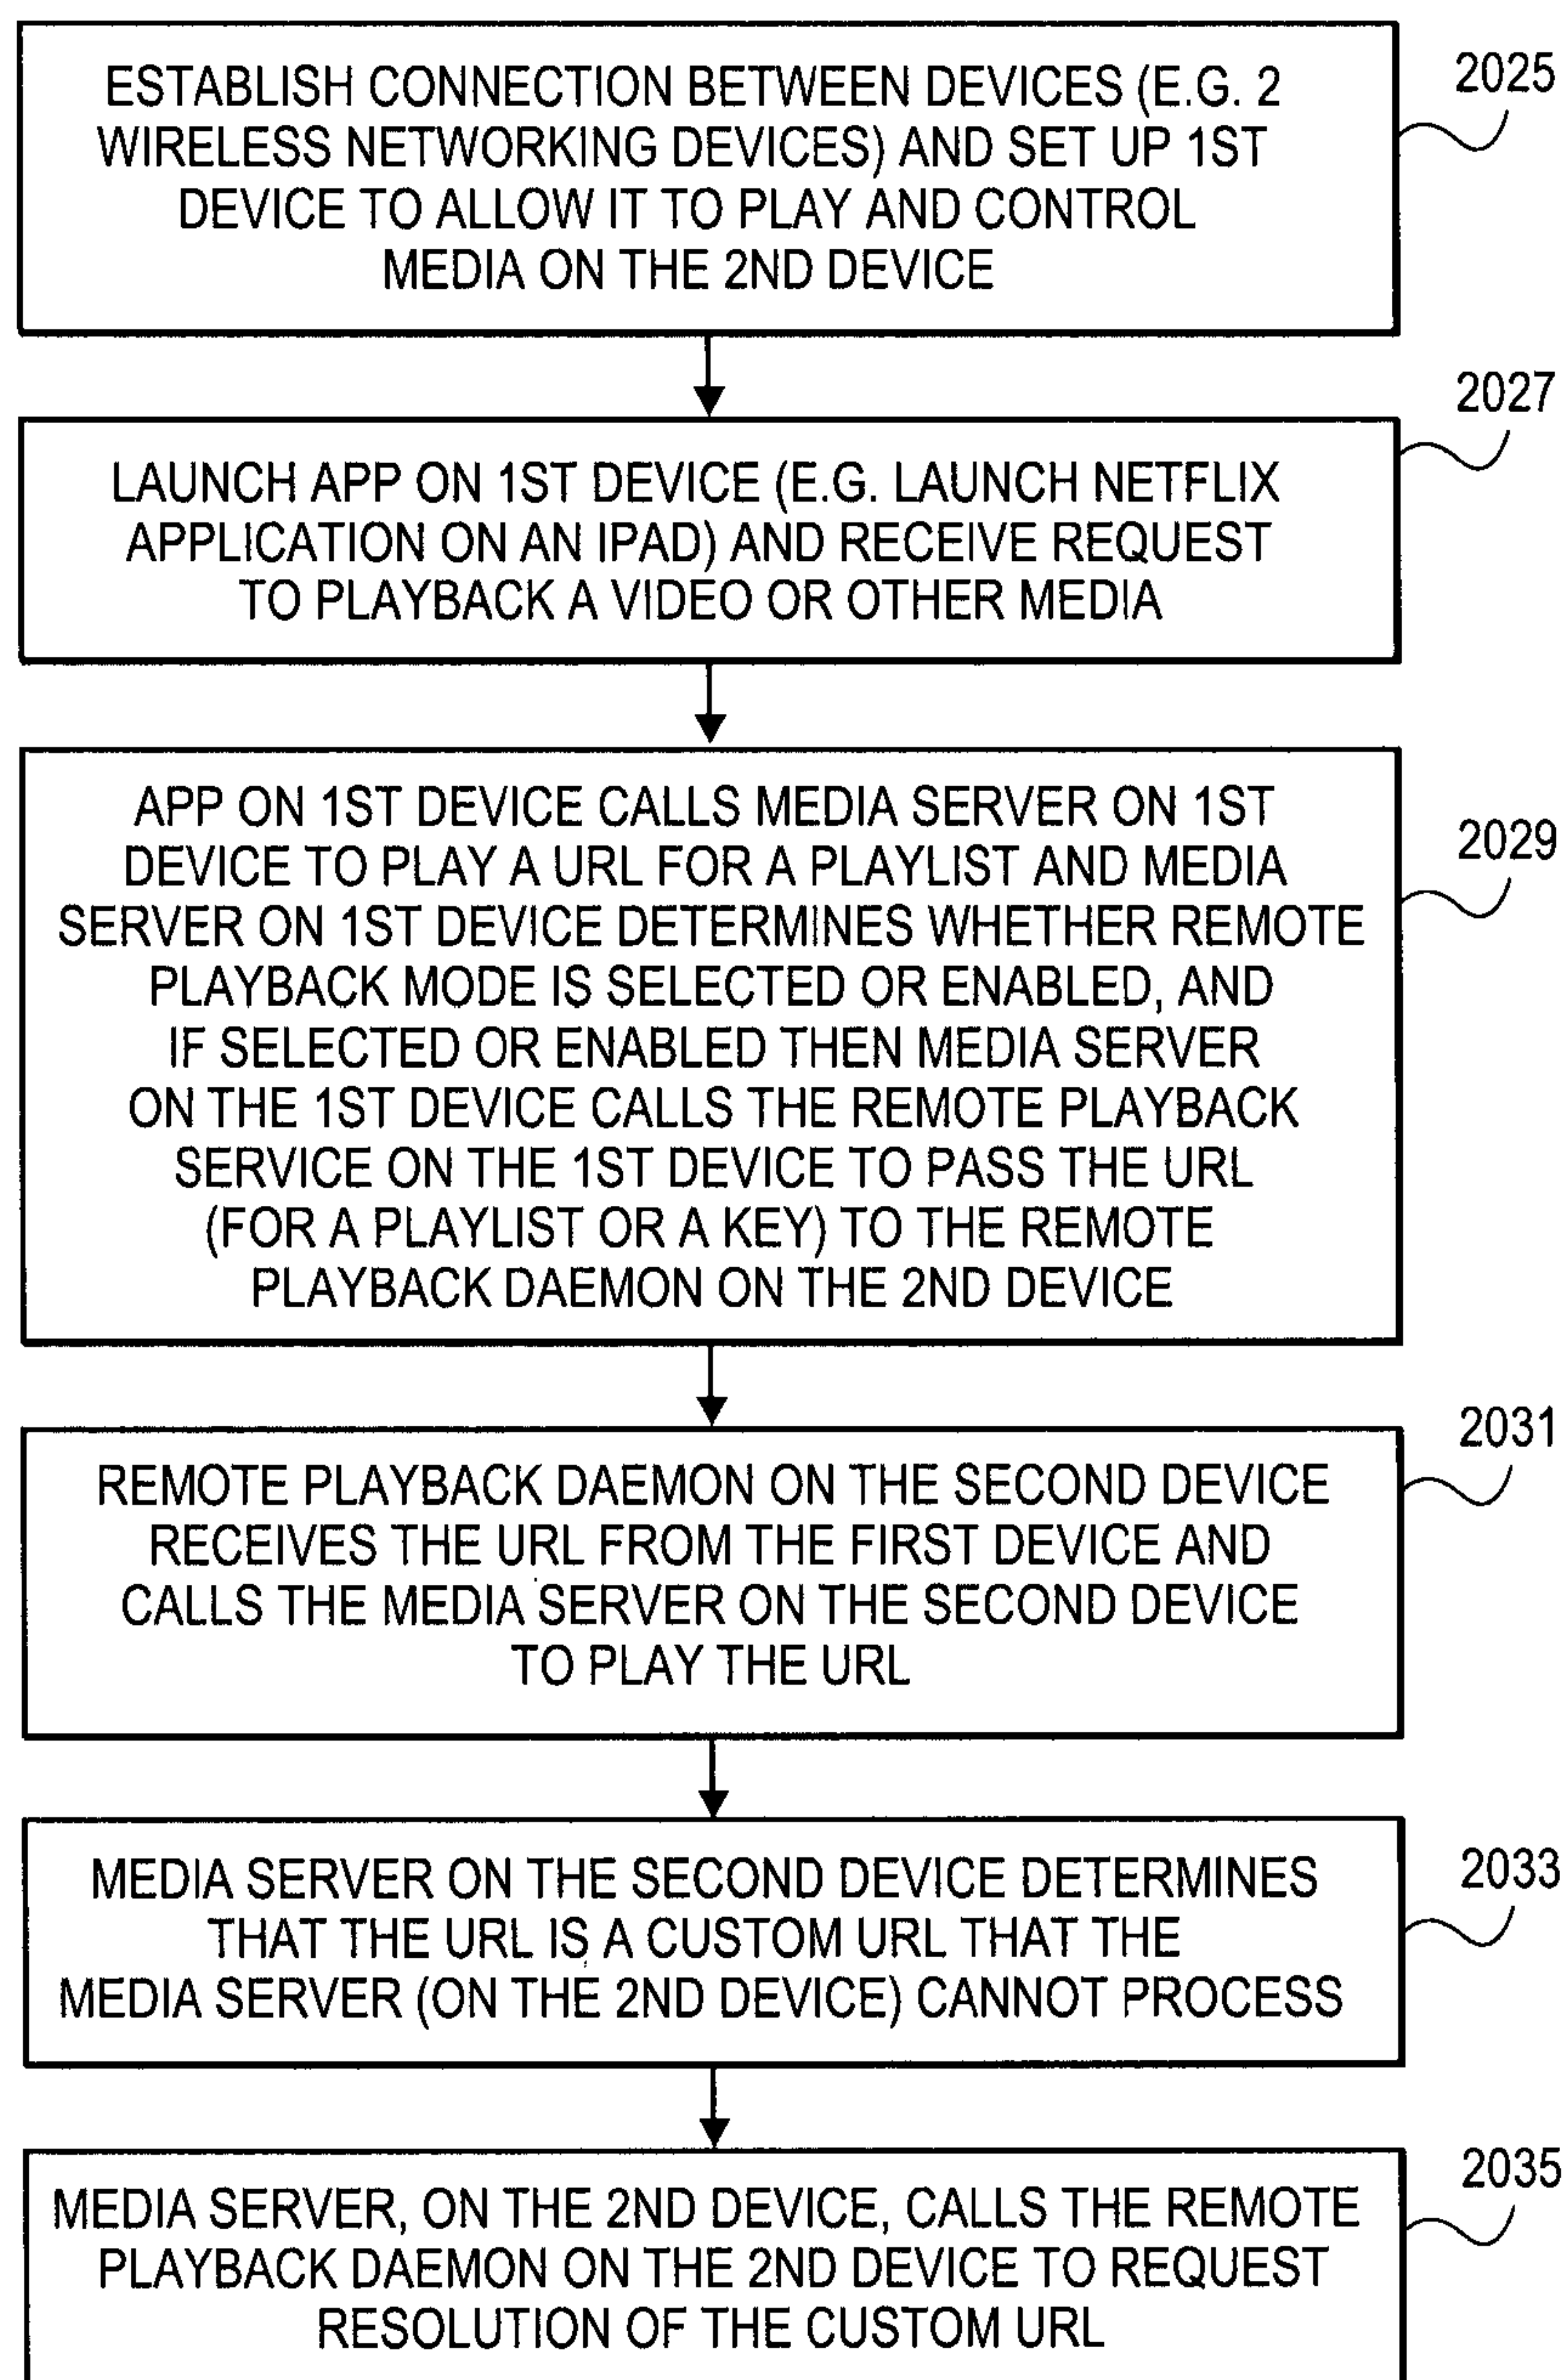 ESTABLISH CONNECTION BETWEEN DEVICES (E.G. 2
WIRELESS NETWORKING DEVICES) AND SET UP 1ST
DEVICE TO ALLOW IT TO PLAY AND CONTROL
MEDIA ON THE 2ND DEVICE
2025
LAUNCH APP ON 1ST DEVICE (E.G. LAUNCH NETFLIX
APPLICATION ON AN IPAD) AND RECEIVE REQUEST
TO PLAYBACK A VIDEO OR OTHER MEDIA
2027
APP ON 1ST DEVICE CALLS MEDIA SERVER ON 1ST
DEVICE TO PLAY A URL FOR A PLAYLIST AND MEDIA
SERVER ON 1ST DEVICE DETERMINES WHETHER REMOTE
PLAYBACK MODE IS SELECTED OR ENABLED, AND
IF SELECTED OR ENABLED THEN MEDIA SERVER
ON THE 1ST DEVICE CALLS THE REMOTE PLAYBACK
SERVICE ON THE 1ST DEVICE TO PASS THE URL
(FOR A PLAYLIST OR A KEY) TO THE REMOTE
PLAYBACK DAEMON ON THE 2ND DEVICE
2029
REMOTE PLAYBACK DAEMON ON THE SECOND DEVICE
RECEIVES THE URL FROM THE FIRST DEVICE AND
CALLS THE MEDIA SERVER ON THE SECOND DEVICE
TO PLAY THE URL
2031
MEDIA SERVER ON THE SECOND DEVICE DETERMINES
THAT THE URL IS A CUSTOM URL THAT THE
MEDIA SERVER (ON THE 2ND DEVICE) CANNOT PROCESS
2033
MEDIA SERVER, ON THE 2ND DEVICE, CALLS THE REMOTE
PLAYBACK DAEMON ON THE 2ND DEVICE TO REQUEST
RESOLUTION OF THE CUSTOM URL
2035